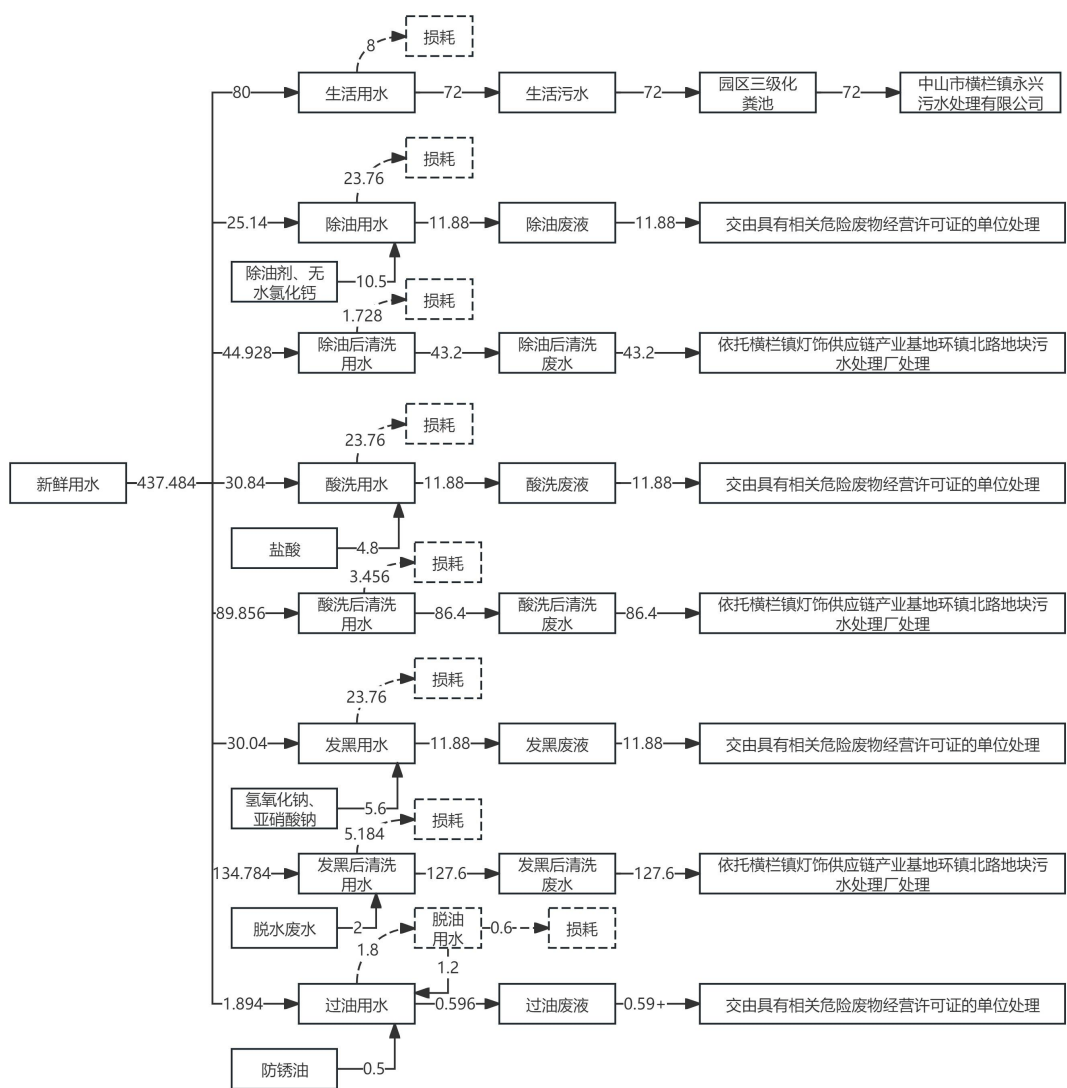 损耗
8
80
生活用水
72
生活污水
72
园区三级化
粪池
72
中山市横栏镇永兴
污水处理有限公司
损耗
23.76
25.14
除油用水
11.88
除油废液
11.88
交由具有相关危险废物经营许可证的单位处理
除油剂、无
水氯化钙
10.5
损耗
1.728
44.928
除油后清洗
用水
43.2
除油后清洗
废水
43.2
依托横栏镇灯饰供应链产业基地环镇北路地块污
水处理厂处理
损耗
23.76
新鲜用水
437.484
30.84
酸洗用水
11.88
酸洗废液
11.88
交由具有相关危险废物经营许可证的单位处理
盐酸
4.8
损耗
3.456
89.856
酸洗后清洗
用水
86.4
酸洗后清洗
废水
86.4
依托横栏镇灯饰供应链产业基地环镇北路地块污
水处理厂处理
损耗
23.76
30.04
发黑用水
11.88
发黑废液
11.88
交由具有相关危险废物经营许可证的单位处理
氢氧化钠、
亚硝酸钠
5.6
损耗
5.184
134.784
发黑后清洗
用水
127.6
发黑后清洗
废水
127.6
依托横栏镇灯饰供应链产业基地环镇北路地块污
水处理厂处理
脱水废水
2
脱油
用水
0.6
损耗
1.8
1.2
1.894
过油用水
0.596
过油废液
0.59+
交由具有相关危险废物经营许可证的单位处理
防锈油
0.5